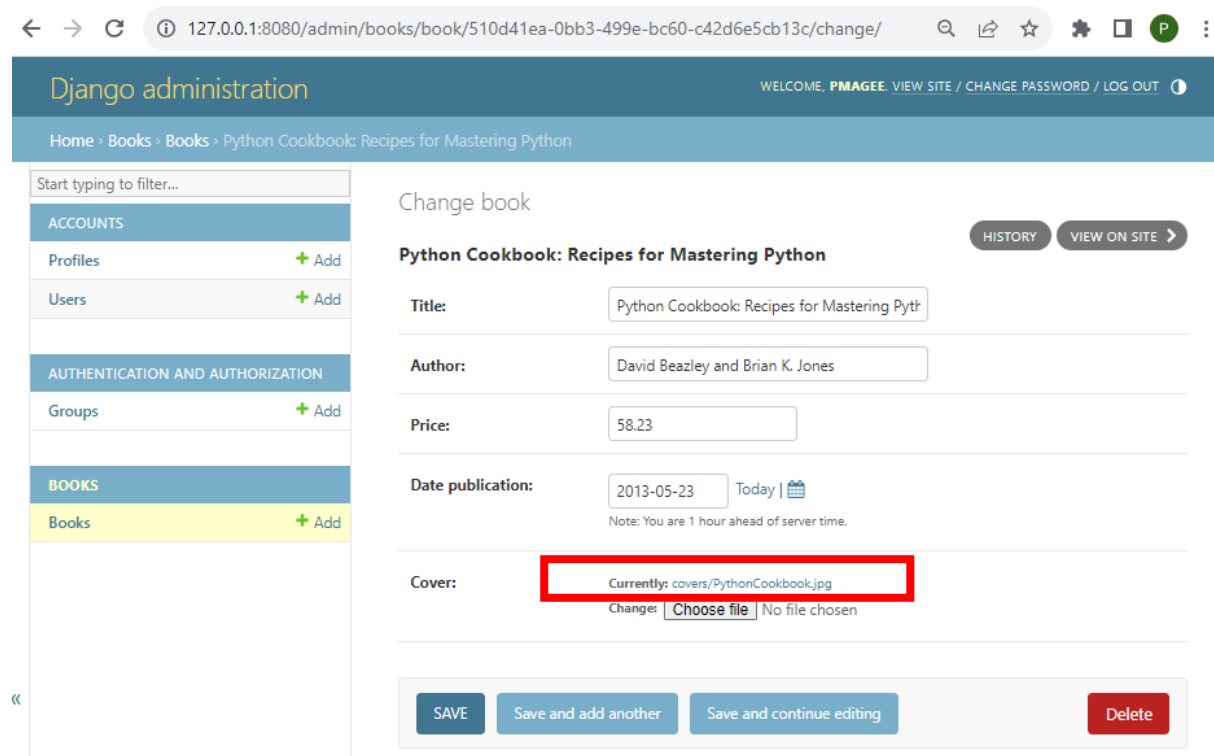 127.0.0.1:8080/admin/books/book/510d41ea-0bb3-499e-bc60-c42d6e5cb13c/change/
P
Django administration
WELCOME, PMAGEE. VIEW SITE / CHANGE PASSWORD / LOG OUT
Home › Books › Books › Python Cookbook: Recipes for Mastering Python
Start typing to filter...
ACCOUNTS
Profiles + Add
Users + Add
AUTHENTICATION AND AUTHORIZATION
Groups + Add
BOOKS
Books + Add
«
Change book
HISTORY VIEW ON SITE
Python Cookbook: Recipes for Mastering Python
Title: Python Cookbook: Recipes for Mastering Pyth
Author: David Beazley and Brian K. Jones
Price: 58.23
Date publication: 2013-05-23 Today |
Note: You are 1 hour ahead of server time.
Cover: Currently: covers/PythonCookbook.jpg
Change: Choose file No file chosen
SAVE Save and add another Save and continue editing Delete